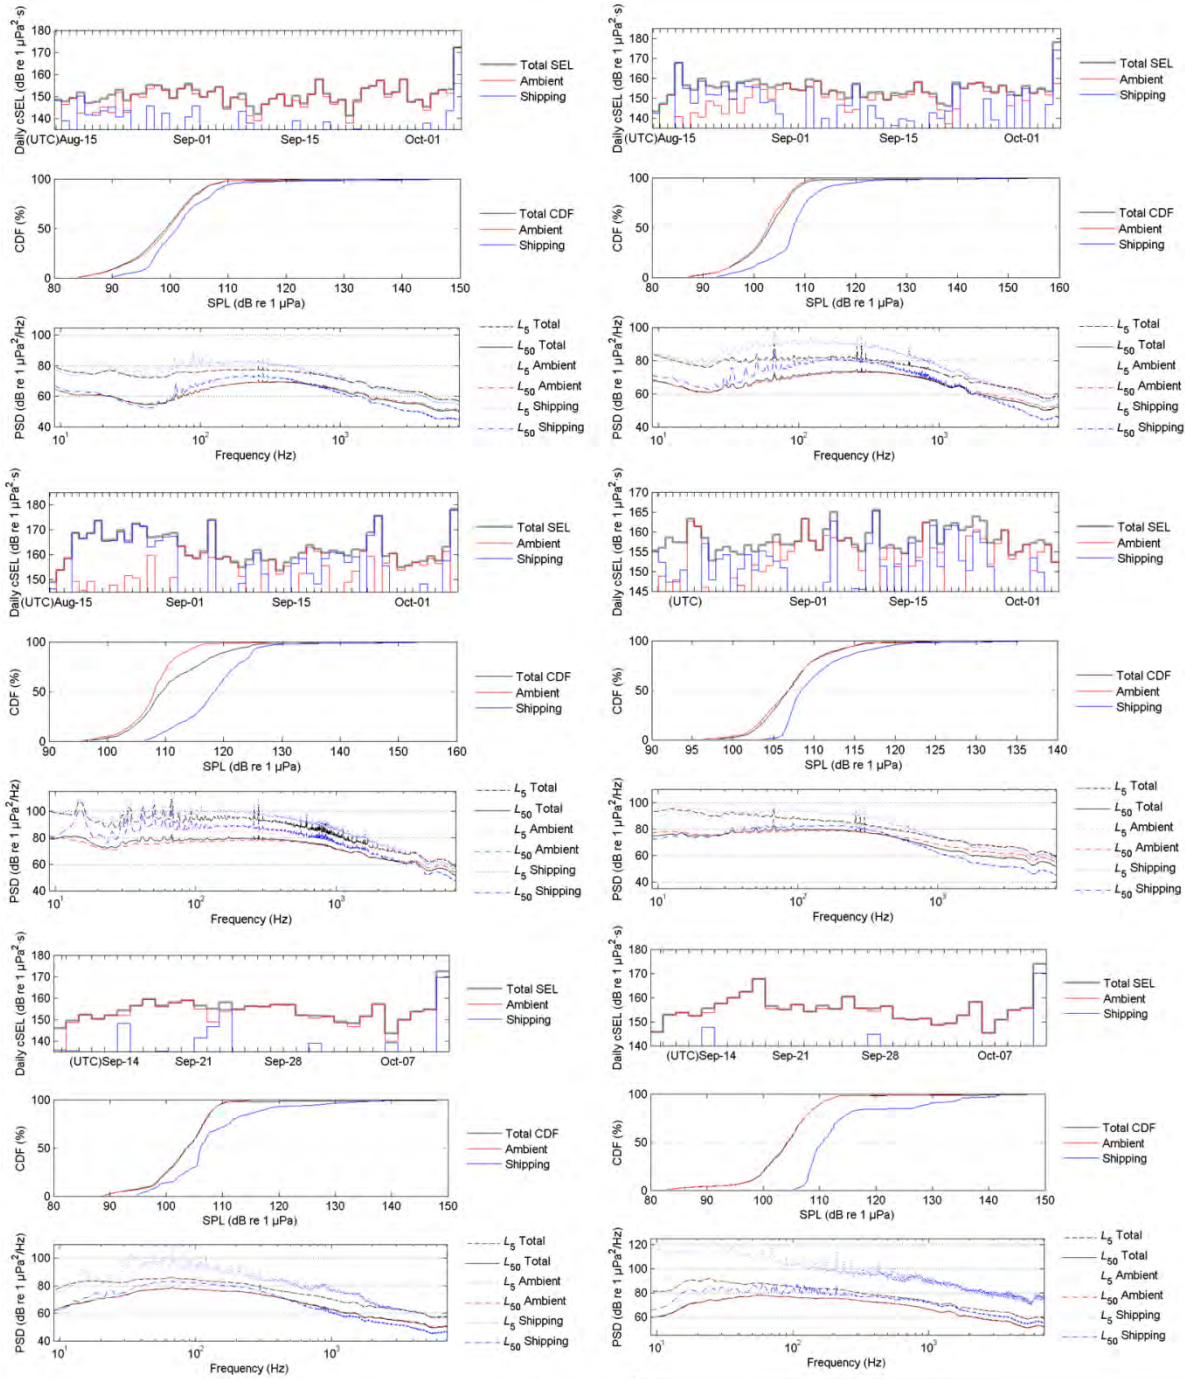 Daily cSEL (dB re 1 µPa²·s)
180
170
160
150
140
(UTC)Aug-15 Sep-01 Sep-15 Oct-01
Total SEL
Ambient
Shipping
CDF (%)
100
50
0
80 90 100 110 120 130 140 150
SPL (dB re 1 µPa)
Total CDF
Ambient
Shipping
PSD (dB re 1 µPa²/Hz)
100
80
60
40
10¹ 10² 10³
Frequency (Hz)
L5 Total
L50 Total
L5 Ambient
L50 Ambient
L5 Shipping
L50 Shipping
Daily cSEL (dB re 1 µPa²·s)
180
170
160
150
140
(UTC)Aug-15 Sep-01 Sep-15 Oct-01
Total SEL
Ambient
Shipping
CDF (%)
100
50
0
80 90 100 110 120 130 140 150 160
SPL (dB re 1 µPa)
Total CDF
Ambient
Shipping
PSD (dB re 1 µPa²/Hz)
100
80
60
40
10¹ 10² 10³
Frequency (Hz)
L5 Total
L50 Total
L5 Ambient
L50 Ambient
L5 Shipping
L50 Shipping
Daily cSEL (dB re 1 µPa²·s)
180
170
160
150
(UTC)Aug-15 Sep-01 Sep-15 Oct-01
Total SEL
Ambient
Shipping
CDF (%)
100
50
0
90 100 110 120 130 140 150 160
SPL (dB re 1 µPa)
Total CDF
Ambient
Shipping
PSD (dB re 1 µPa²/Hz)
100
80
60
40
10¹ 10² 10³
Frequency (Hz)
L5 Total
L50 Total
L5 Ambient
L50 Ambient
L5 Shipping
L50 Shipping
Daily cSEL (dB re 1 µPa²·s)
170
165
160
155
150
145
(UTC) Sep-01 Sep-15 Oct-01
Total SEL
Ambient
Shipping
CDF (%)
100
50
0
90 95 100 105 110 115 120 125 130 135 140
SPL (dB re 1 µPa)
Total CDF
Ambient
Shipping
PSD (dB re 1 µPa²/Hz)
100
80
60
40
10¹ 10² 10³
Frequency (Hz)
L5 Total
L50 Total
L5 Ambient
L50 Ambient
L5 Shipping
L50 Shipping
Daily cSEL (dB re 1 µPa²·s)
180
170
160
150
140
(UTC)Sep-14 Sep-21 Sep-28 Oct-07
Total SEL
Ambient
Shipping
CDF (%)
100
50
0
80 90 100 110 120 130 140 150
SPL (dB re 1 µPa)
Total CDF
Ambient
Shipping
PSD (dB re 1 µPa²/Hz)
100
80
60
40
10¹ 10² 10³
Frequency (Hz)
L5 Total
L50 Total
L5 Ambient
L50 Ambient
L5 Shipping
L50 Shipping
Daily cSEL (dB re 1 µPa²·s)
180
170
160
150
140
(UTC)Sep-14 Sep-21 Sep-28 Oct-07
Total SEL
Ambient
Shipping
CDF (%)
100
50
0
80 90 100 110 120 130 140 150
SPL (dB re 1 µPa)
Total CDF
Ambient
Shipping
PSD (dB re 1 µPa²/Hz)
120
100
80
60
10¹ 10² 10³
Frequency (Hz)
L5 Total
L50 Total
L5 Ambient
L50 Ambient
L5 Shipping
L50 Shipping